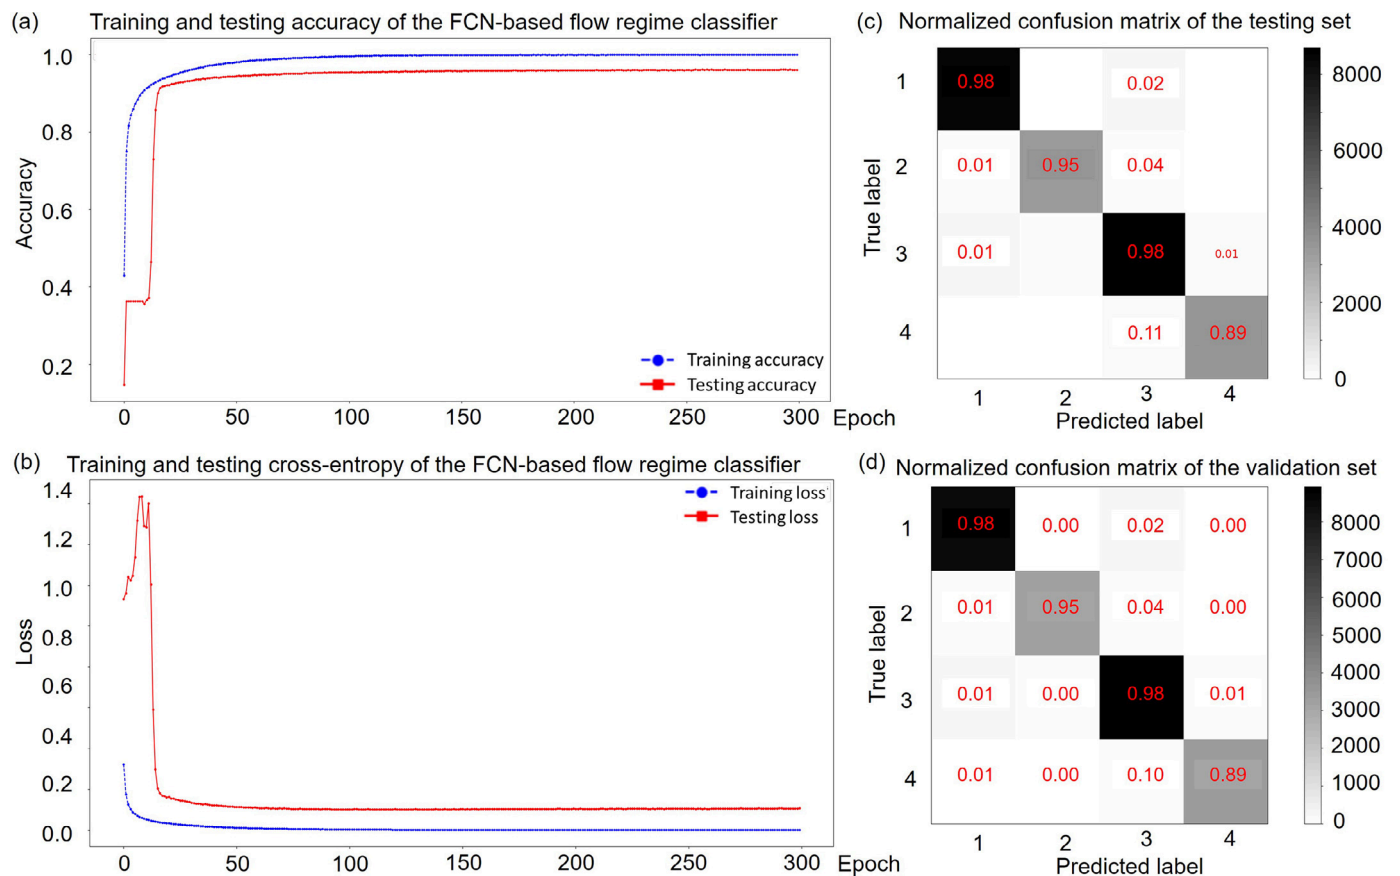 (a) Training and testing accuracy of the FCN-based flow regime classifier
1.0
0.8
0.6
0.4
0.2
Accuracy
Training accuracy
Testing accuracy
0 50 100 150 200 250 300 Epoch
(b) Training and testing cross-entropy of the FCN-based flow regime classifier
1.4
1.2
1.0
0.8
0.6
0.4
0.2
0.0
Loss
Training loss
Testing loss
0 50 100 150 200 250 300 Epoch
(c) Normalized confusion matrix of the testing set
True label
1 0.98 0.02
2 0.01 0.95 0.04
3 0.01 0.98 0.01
4 0.11 0.89
1 2 3 4
Predicted label
8000
6000
4000
2000
0
(d) Normalized confusion matrix of the validation set
True label
1 0.98 0.00 0.02 0.00
2 0.01 0.95 0.04 0.00
3 0.01 0.00 0.98 0.01
4 0.01 0.00 0.10 0.89
1 2 3 4
Predicted label
8000
7000
6000
5000
4000
3000
2000
1000
0